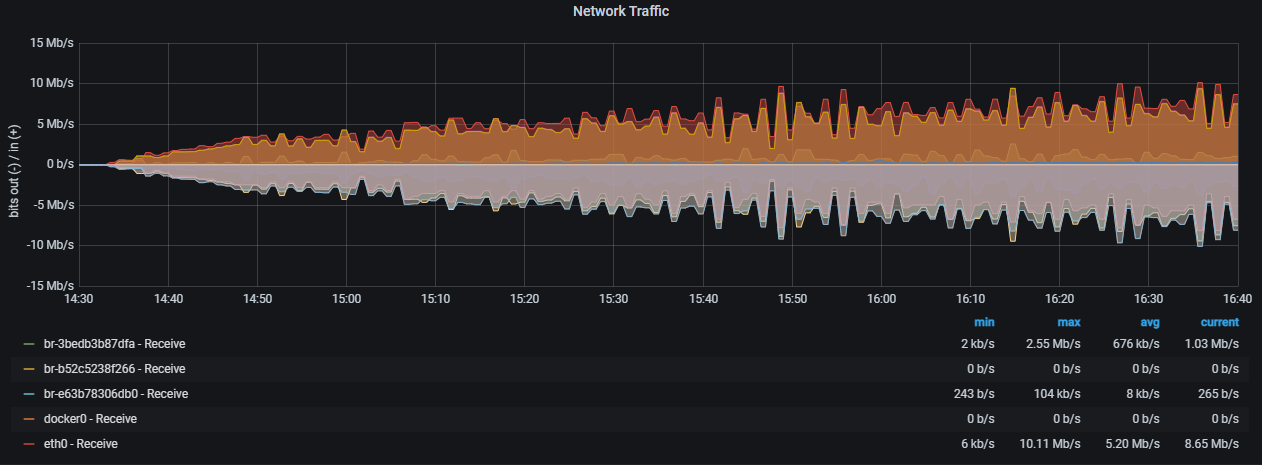 Network Traffic
15 Mb/s
10 Mb/s
5 Mb/s
0 b/s
-5 Mb/s
-10 Mb/s
-15 Mb/s
bits out (-) / in (+)
14:30 14:40 14:50 15:00 15:10 15:20 15:30 15:40 15:50 16:00 16:10 16:20 16:30 16:40
min max avg current
br-3bedb3b87dfa - Receive 2 kb/s 2.55 Mb/s 676 kb/s 1.03 Mb/s
br-b52c5238f266 - Receive 0 b/s 0 b/s 0 b/s 0 b/s
br-e63b78306db0 - Receive 243 b/s 104 kb/s 8 kb/s 265 b/s
docker0 - Receive 0 b/s 0 b/s 0 b/s 0 b/s
eth0 - Receive 6 kb/s 10.11 Mb/s 5.20 Mb/s 8.65 Mb/s